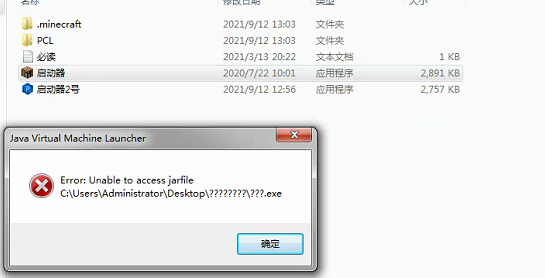 名称 修改日期 类型 大小
.minecraft 2021/9/12 13:03 文件夹
PCL 2021/9/12 13:03 文件夹
必读 2021/3/13 20:22 文本文档 1 KB
启动器 2020/7/22 10:01 应用程序 2,891 KB
启动器2号 2021/9/12 12:56 应用程序 2,757 KB
Java Virtual Machine Launcher
Error: Unable to access jarfile
C:\Users\Administrator\Desktop\????????\???.exe
确定